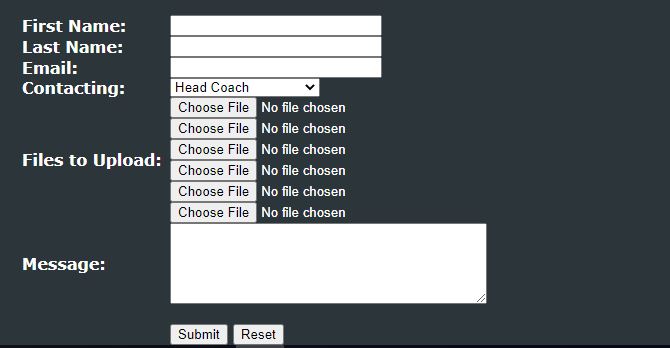 First Name:
Last Name:
Email:
Contacting: Head Coach
Choose File No file chosen
Choose File No file chosen
Choose File No file chosen
Files to Upload:
Choose File No file chosen
Choose File No file chosen
Choose File No file chosen
Message:
Submit Reset